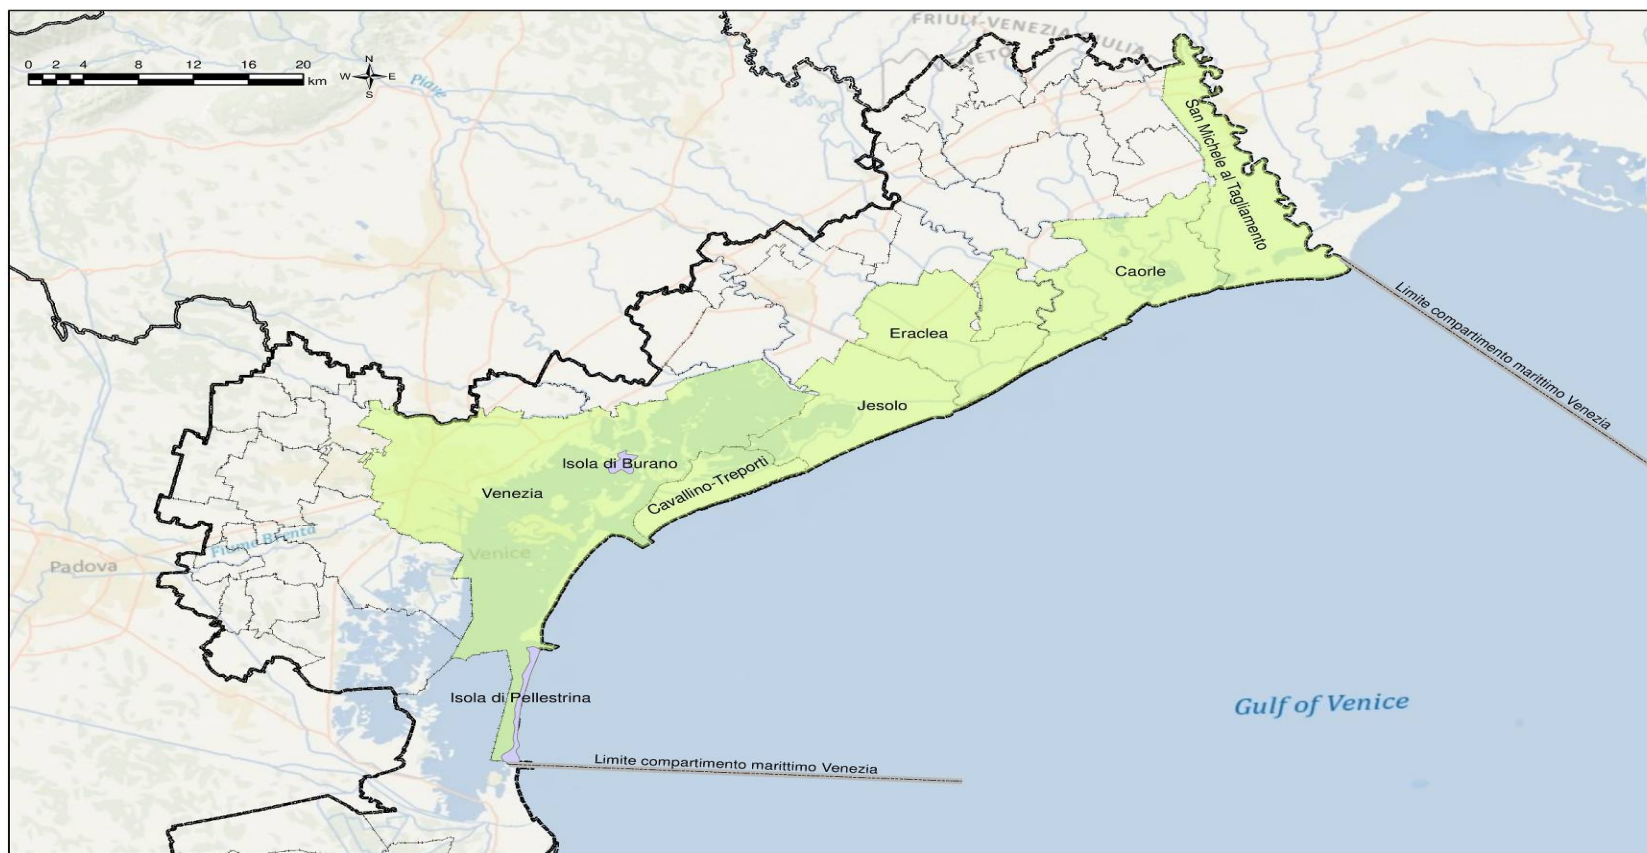 FRIULI-VENEZIA GIULIA
VENETO
0 2 4 8 12 16 20
km
N
W E
S
Piave
San Michele al Tagliamento
Caorle
Limite compartimento marittimo Venezia
Eraclea
Jesolo
Isola di Burano
Cavallino-Treporti
Venezia
Fiume Brenta
Venice
Padova
Isola di Pellestrina
Gulf of Venice
Limite compartimento marittimo Venezia